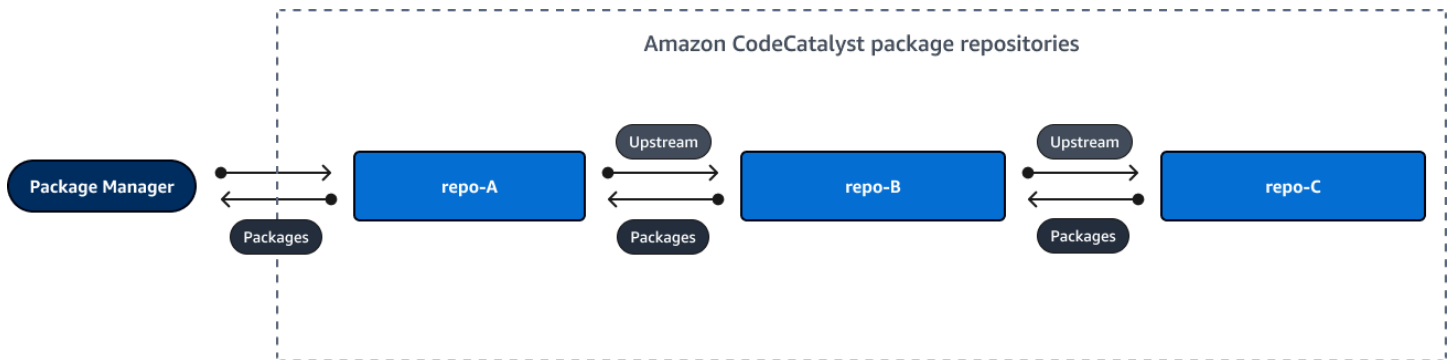 Amazon CodeCatalyst package repositories
Upstream
Upstream
Package Manager
repo-A
repo-B
repo-C
Packages
Packages
Packages